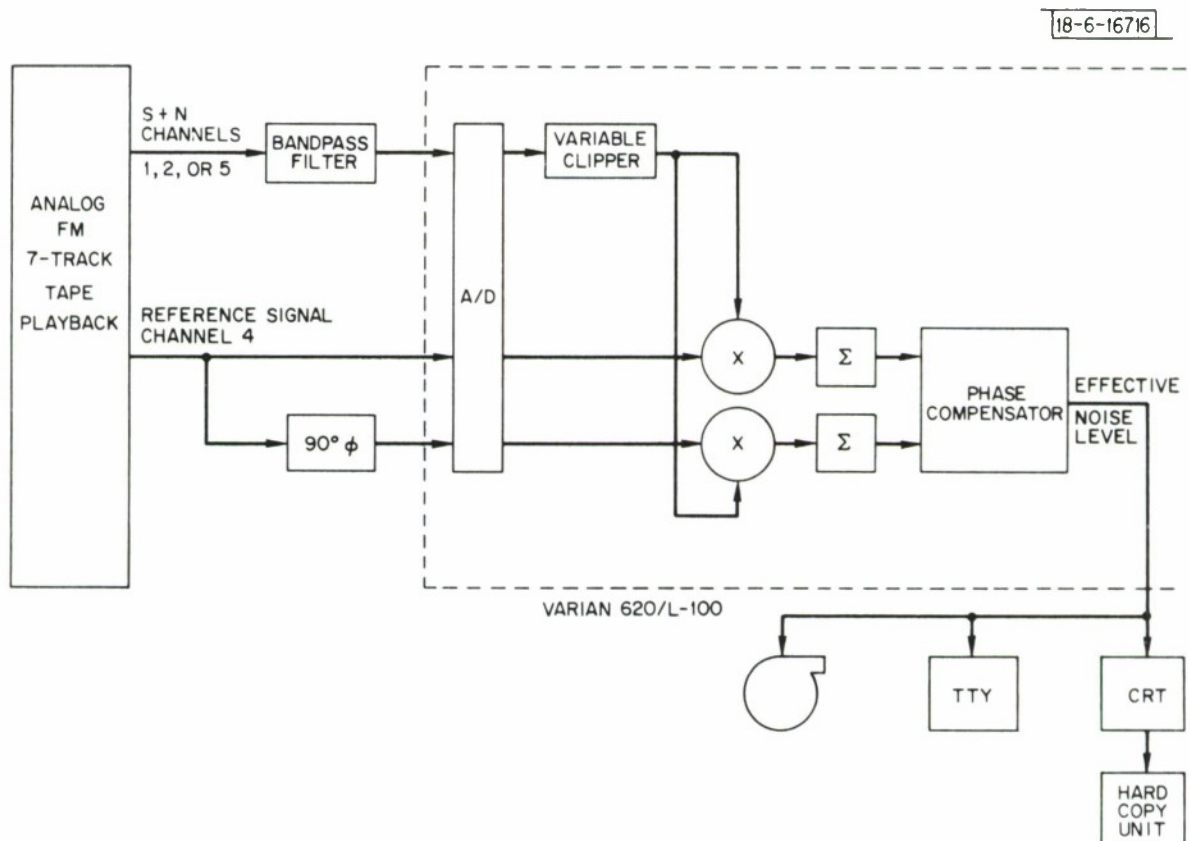 18-6-16716
S + N
CHANNELS
1, 2, OR 5
BANDPASS
FILTER
VARIABLE
CLIPPER
ANALOG
FM
7-TRACK
TAPE
PLAYBACK
A/D
REFERENCE SIGNAL
CHANNEL 4
X
Σ
PHASE
COMPENSATOR
EFFECTIVE
NOISE
LEVEL
90° φ
X
Σ
VARIAN 620/L-100
TTY
CRT
HARD
COPY
UNIT